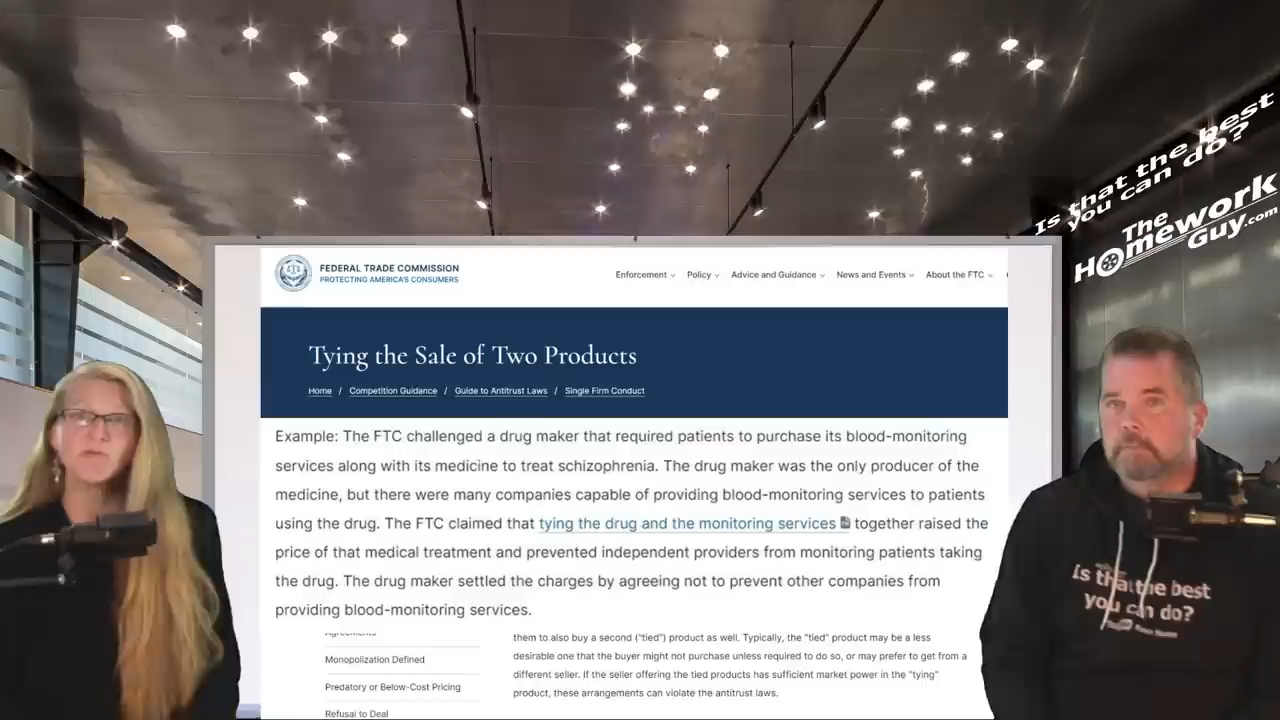 Is that the best
you can do?
The
Homework
Guy.com
FEDERAL TRADE COMMISSION
PROTECTING AMERICA'S CONSUMERS
Enforcement Policy Advice and Guidance News and Events About the FTC
Tying the Sale of Two Products
Home / Competition Guidance / Guide to Antitrust Laws / Single Firm Conduct
Example: The FTC challenged a drug maker that required patients to purchase its blood-monitoring
services along with its medicine to treat schizophrenia. The drug maker was the only producer of the
medicine, but there were many companies capable of providing blood-monitoring services to patients
using the drug. The FTC claimed that tying the drug and the monitoring services together raised the
price of that medical treatment and prevented independent providers from monitoring patients taking
the drug. The drug maker settled the charges by agreeing not to prevent other companies from
providing blood-monitoring services.
Agreements
Monopolization Defined
Predatory or Below-Cost Pricing
Refusal to Deal
them to also buy a second ("tied") product as well. Typically, the "tied" product may be a less
desirable one that the buyer might not purchase unless required to do so, or may prefer to get from a
different seller. If the seller offering the tied products has sufficient market power in the "tying"
product, these arrangements can violate the antitrust laws.
Is that the best
you can do?